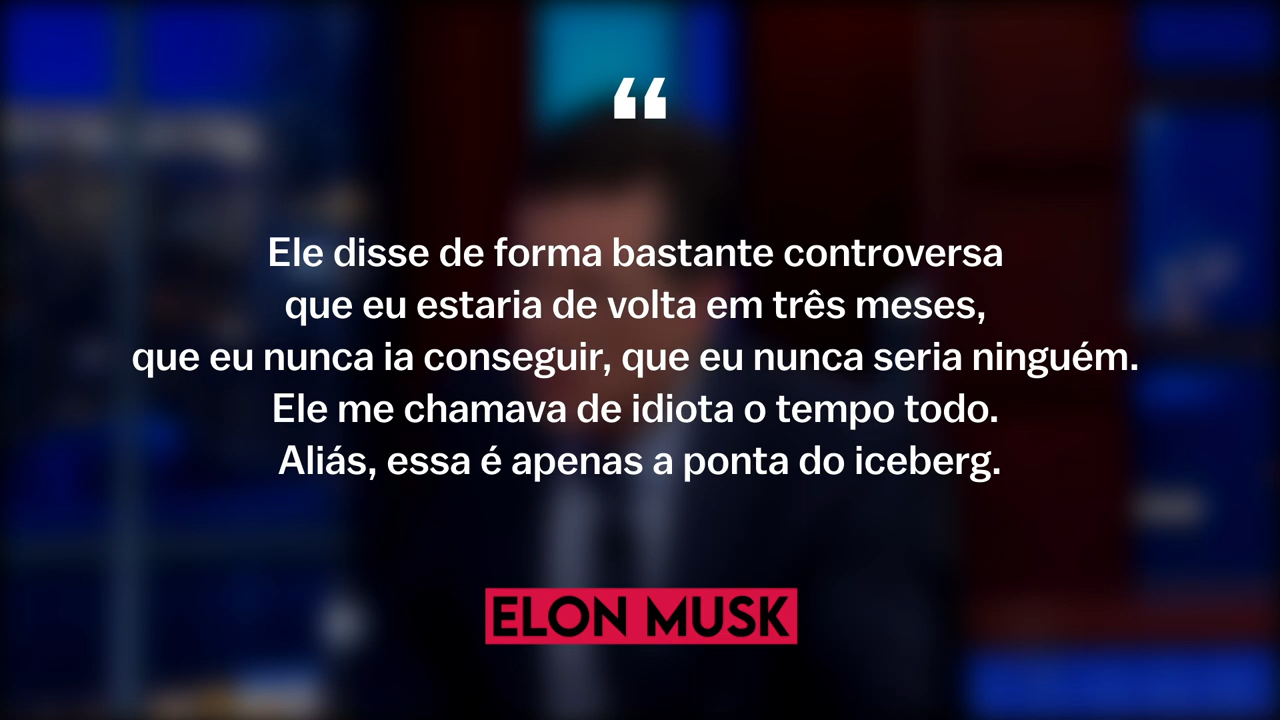 “
Ele disse de forma bastante controversa
que eu estaria de volta em três meses,
que eu nunca ia conseguir, que eu nunca seria ninguém.
Ele me chamava de idiota o tempo todo.
Aliás, essa é apenas a ponta do iceberg.
ELON MUSK